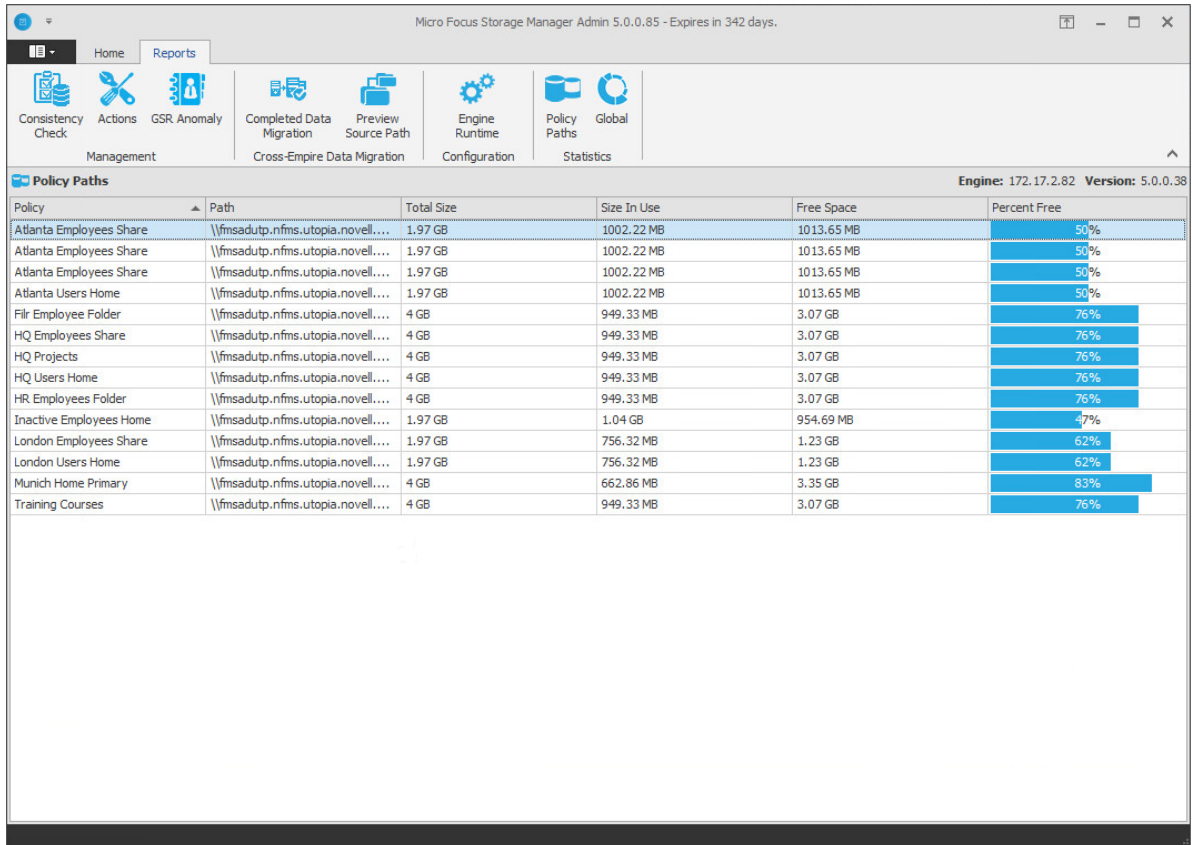 Micro Focus Storage Manager Admin 5.0.0.85 - Expires in 342 days.
Home Reports
Consistency Check Actions GSR Anomaly Completed Data Migration Preview Source Path Engine Runtime Policy Paths Global
Management Cross-Empire Data Migration Configuration Statistics
Policy Paths Engine: 172.17.2.82 Version: 5.0.0.38
Policy Path Total Size Size In Use Free Space Percent Free
Atlanta Employees Share \\fmsadutp.nfms.utopia.novell.... 1.97 GB 1002.22 MB 1013.65 MB 50%
Atlanta Employees Share \\fmsadutp.nfms.utopia.novell.... 1.97 GB 1002.22 MB 1013.65 MB 50%
Atlanta Employees Share \\fmsadutp.nfms.utopia.novell.... 1.97 GB 1002.22 MB 1013.65 MB 50%
Atlanta Users Home \\fmsadutp.nfms.utopia.novell.... 1.97 GB 1002.22 MB 1013.65 MB 50%
Filr Employee Folder \\fmsadutp.nfms.utopia.novell.... 4 GB 949.33 MB 3.07 GB 76%
HQ Employees Share \\fmsadutp.nfms.utopia.novell.... 4 GB 949.33 MB 3.07 GB 76%
HQ Projects \\fmsadutp.nfms.utopia.novell.... 4 GB 949.33 MB 3.07 GB 76%
HQ Users Home \\fmsadutp.nfms.utopia.novell.... 4 GB 949.33 MB 3.07 GB 76%
HR Employees Folder \\fmsadutp.nfms.utopia.novell.... 4 GB 949.33 MB 3.07 GB 76%
Inactive Employees Home \\fmsadutp.nfms.utopia.novell.... 1.97 GB 1.04 GB 954.69 MB 47%
London Employees Share \\fmsadutp.nfms.utopia.novell.... 1.97 GB 756.32 MB 1.23 GB 62%
London Users Home \\fmsadutp.nfms.utopia.novell.... 1.97 GB 756.32 MB 1.23 GB 62%
Munich Home Primary \\fmsadutp.nfms.utopia.novell.... 4 GB 662.86 MB 3.35 GB 83%
Training Courses \\fmsadutp.nfms.utopia.novell.... 4 GB 949.33 MB 3.07 GB 76%